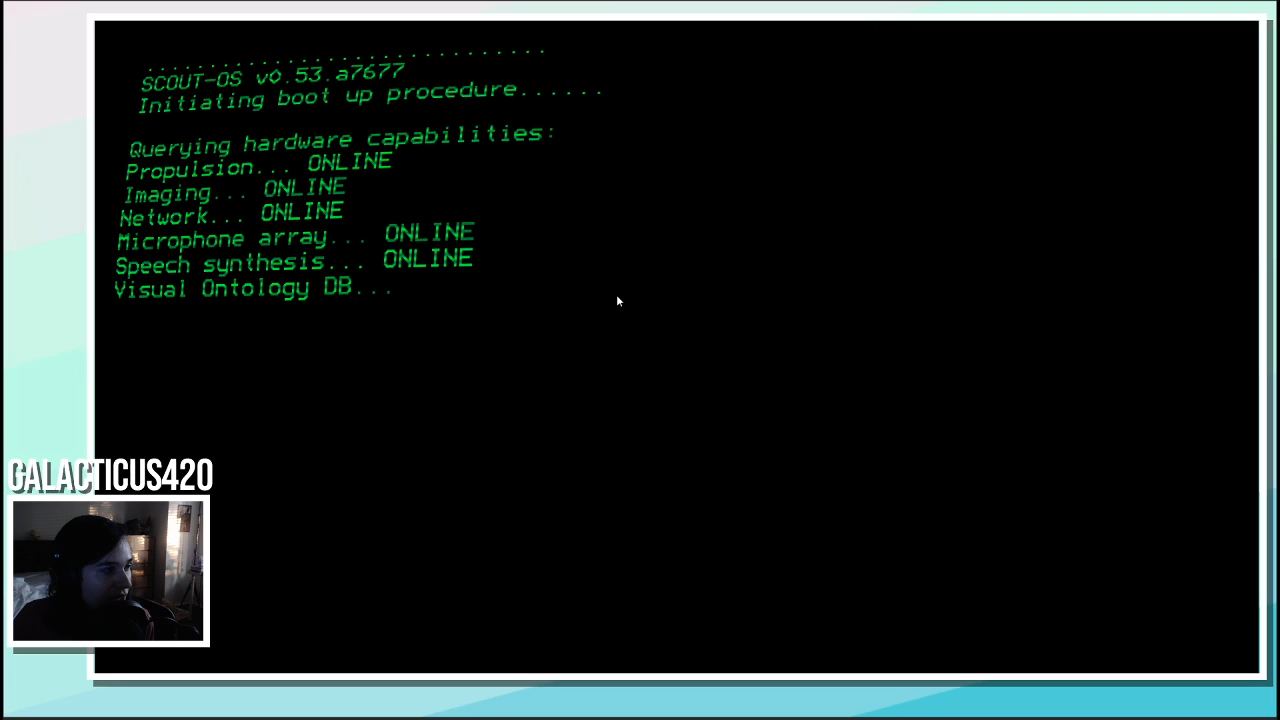 ................................
SCOUT-OS v0.53.a7677
Initiating boot up procedure......
Querying hardware capabilities:
Propulsion... ONLINE
Imaging... ONLINE
Network... ONLINE
Microphone array... ONLINE
Speech synthesis... ONLINE
Visual Ontology DB...
GALACTICUS420